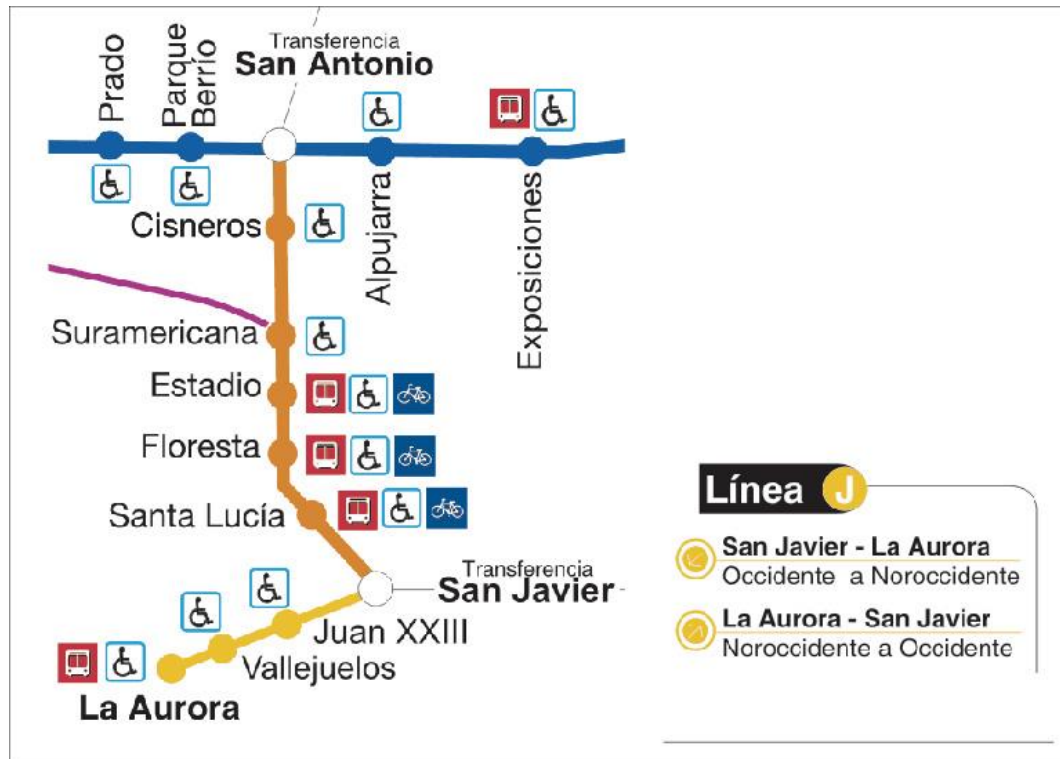 Transferencia
San Antonio
Prado
Parque
Berrío
Alpujarra
Exposiciones
Cisneros
Suramericana
Estadio
Floresta
Santa Lucía
Transferencia
San Javier
Juan XXIII
Vallejuelos
La Aurora
Línea J
San Javier - La Aurora
Occidente a Noroccidente
La Aurora - San Javier
Noroccidente a Occidente